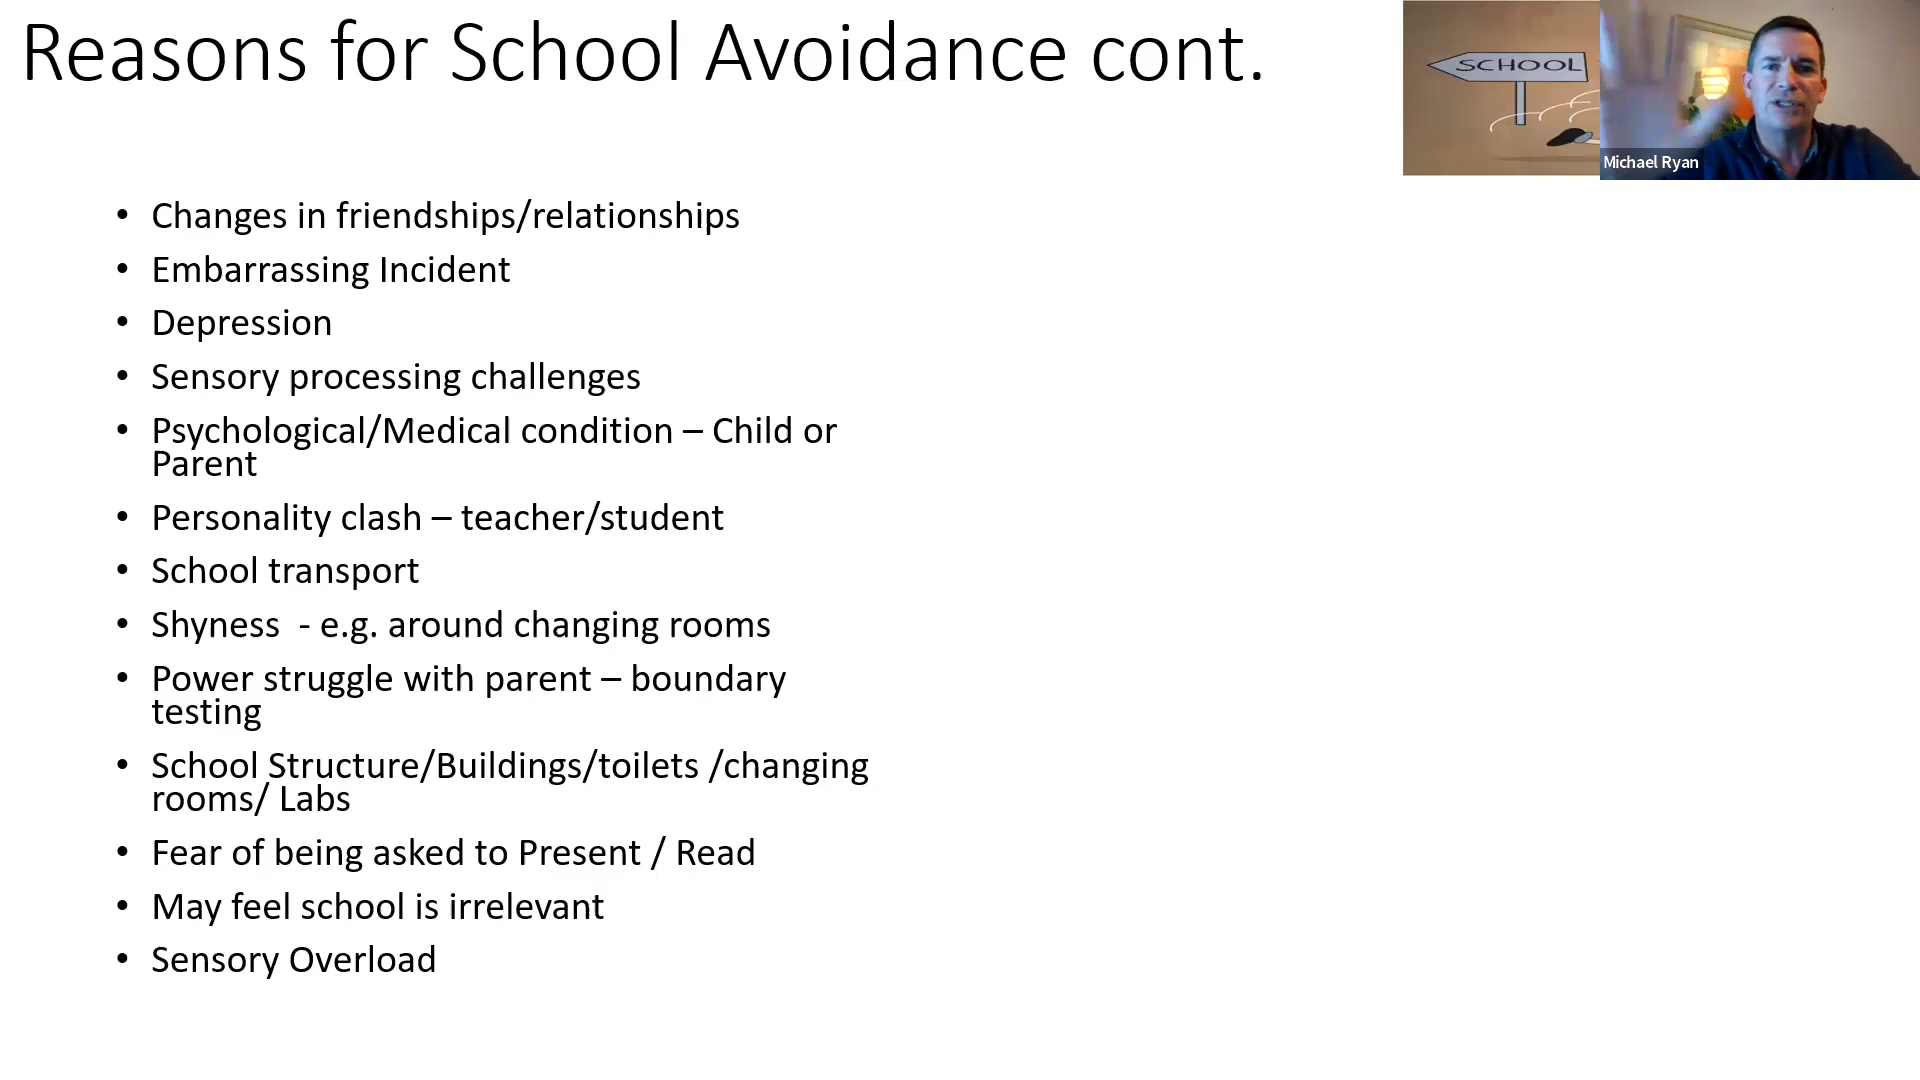 Reasons for School Avoidance cont.
SCHOOL
Michael Ryan
• Changes in friendships/relationships
• Embarrassing Incident
• Depression
• Sensory processing challenges
• Psychological/Medical condition – Child or
Parent
• Personality clash – teacher/student
• School transport
• Shyness  - e.g. around changing rooms
• Power struggle with parent – boundary
testing
• School Structure/Buildings/toilets /changing
rooms/ Labs
• Fear of being asked to Present / Read
• May feel school is irrelevant
• Sensory Overload